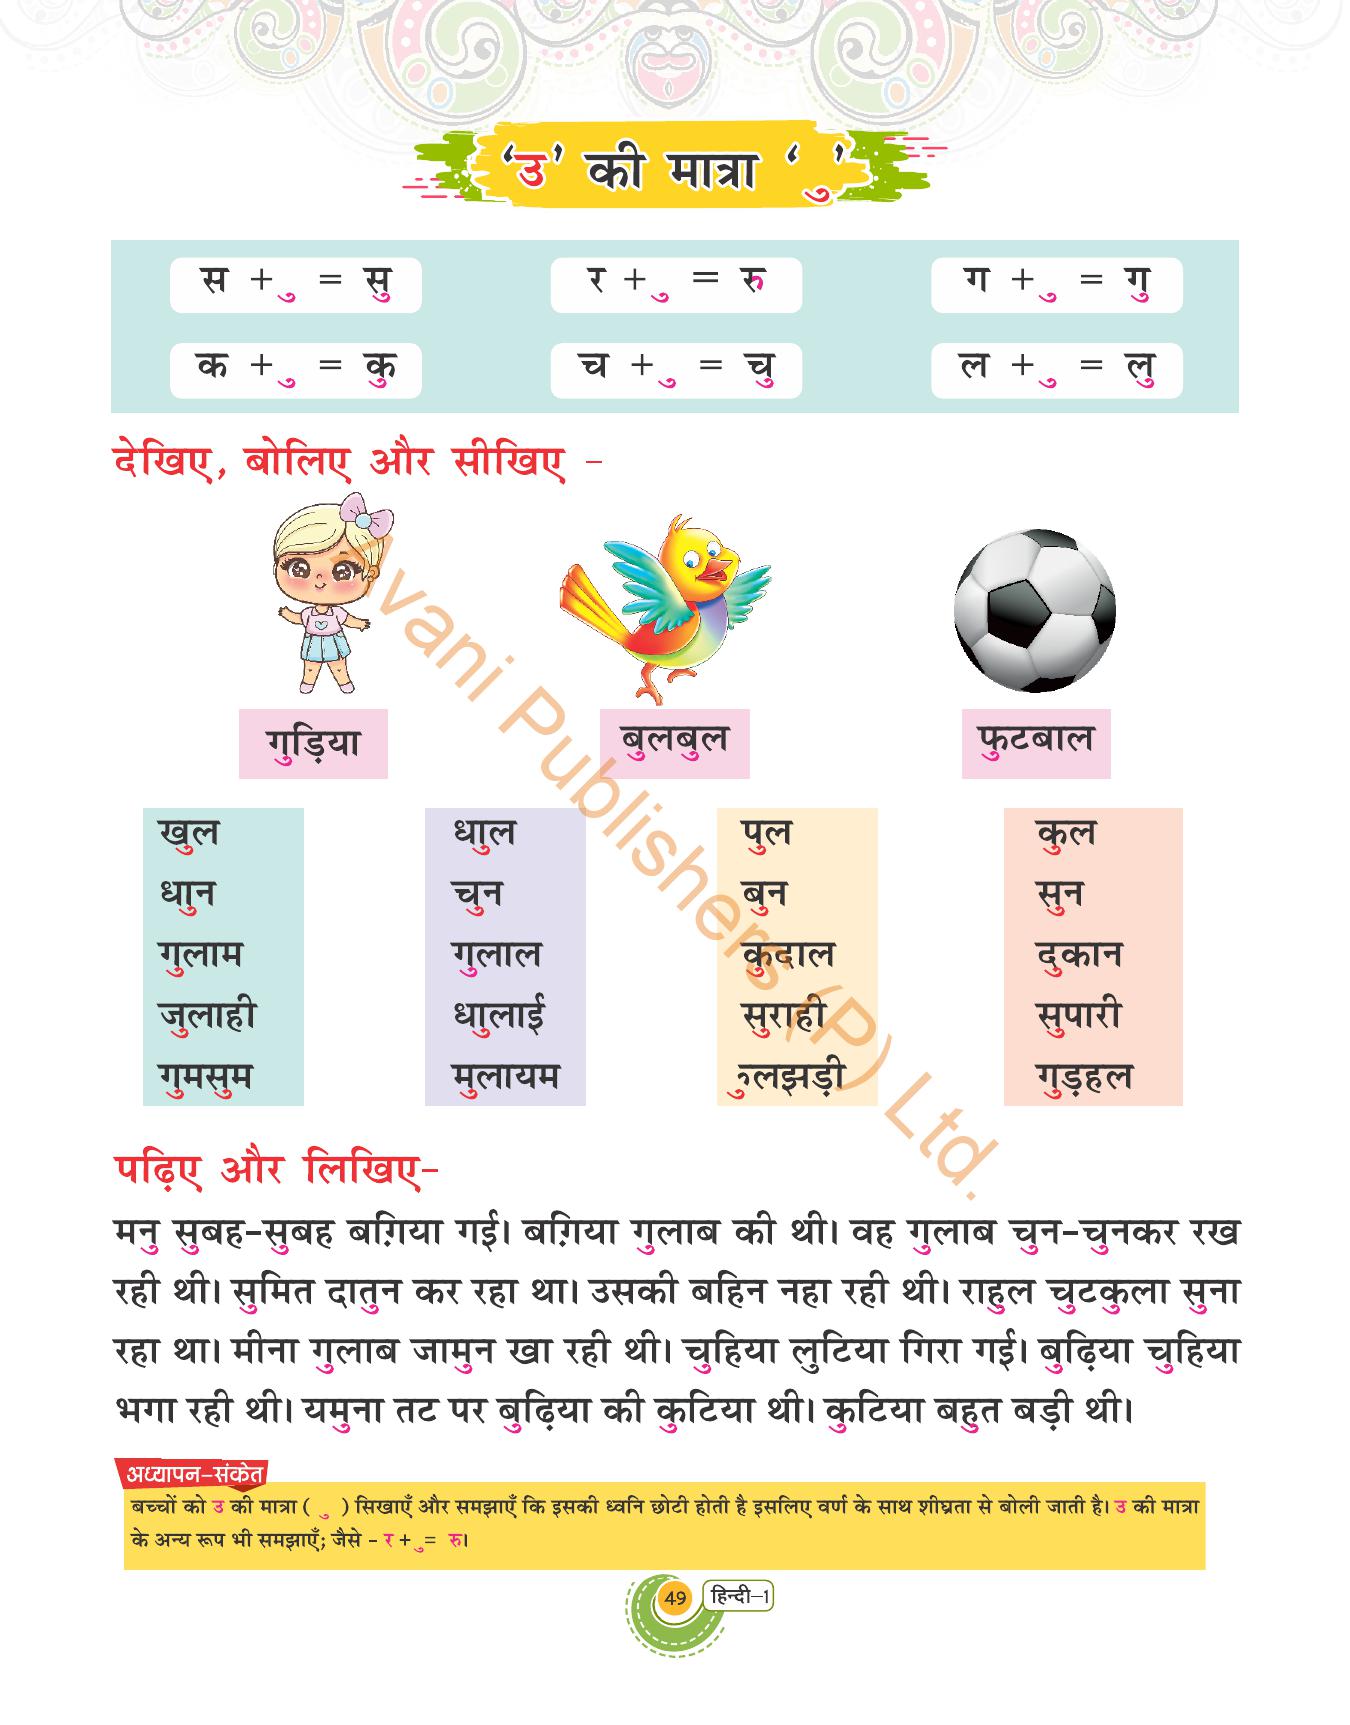 ‘उ’ की मात्रा ‘ ु’
स + ु = सु
र + ु = रु
ग + ु = गु
क + ु = कु
च + ु = चु
ल + ु = लु
देखिए, बोलिए और सीखिए -
गुड़िया
बुलबुल
फुटबाल
खुल
धाुन
गुलाम
जुलाही
गुमसुम
धाुल
चुन
गुलाल
धाुलाई
मुलायम
पुल
बुन
कुदाल
सुराही
ुलझड़ी
कुल
सुन
दुकान
सुपारी
गुड़हल
Avani Publishers (P) Ltd.
पढ़िए और लिखिए-
मनु सुबह-सुबह बग़िया गई। बग़िया गुलाब की थी। वह गुलाब चुन-चुनकर रख
रही थी। सुमित दातुन कर रहा था। उसकी बहिन नहा रही थी। राहुल चुटकुला सुना
रहा था। मीना गुलाब जामुन खा रही थी। चुहिया लुटिया गिरा गई। बुढ़िया चुहिया
भगा रही थी। यमुना तट पर बुढ़िया की कुटिया थी। कुटिया बहुत बड़ी थी।
अध्यापन-संकेत
बच्चों को उ की मात्रा ( ु ) सिखाएँ और समझाएँ कि इसकी ध्वनि छोटी होती है इसलिए वर्ण के साथ शीघ्रता से बोली जाती है। उ की मात्रा
के अन्य रूप भी समझाएँ; जैसे - र + ु = रु।
49 हिन्दी-1